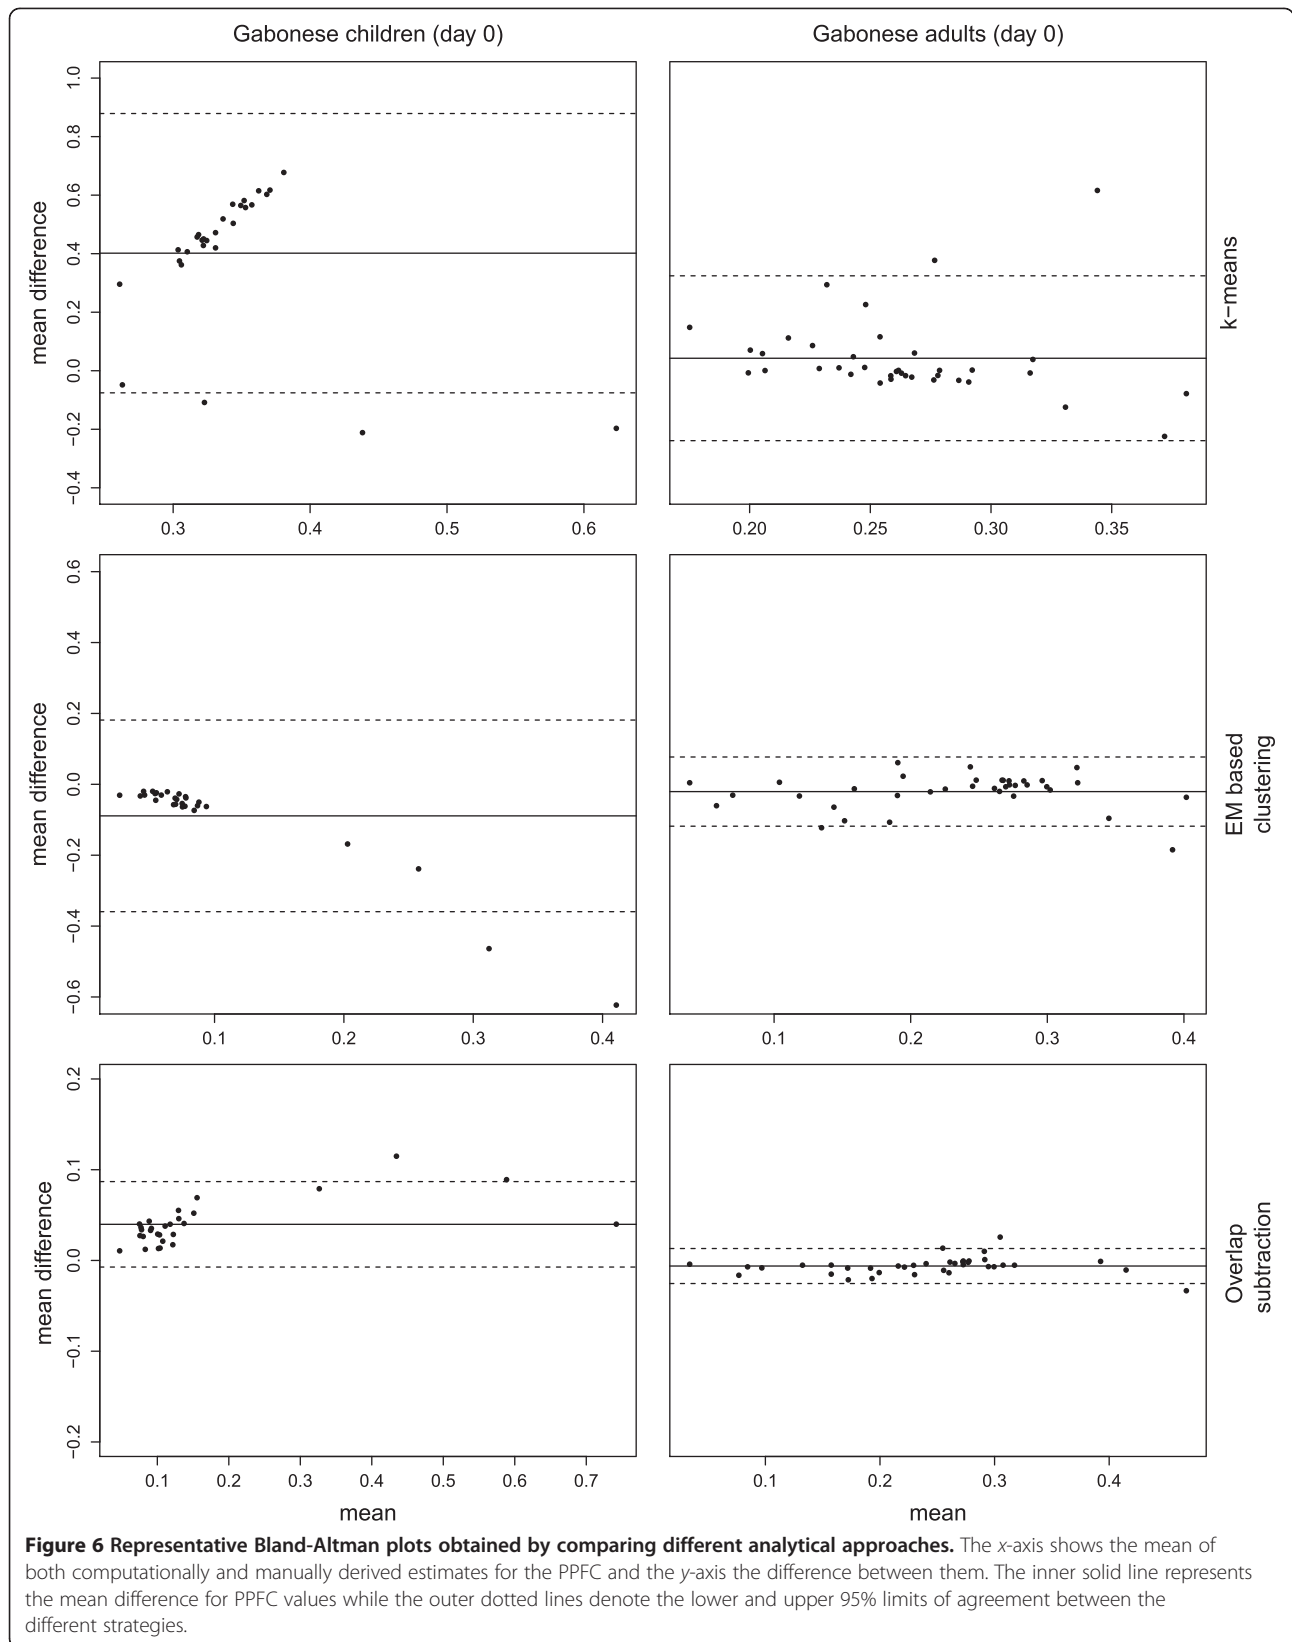 Gabonese children (day 0)
Gabonese adults (day 0)
mean difference
1.0
0.8
0.6
0.4
0.2
0.0
−0.2
−0.4
0.3
0.4
0.5
0.6
0.20
0.25
0.30
0.35
k−means
mean difference
0.6
0.4
0.2
0.0
−0.2
−0.4
−0.6
0.1
0.2
0.3
0.4
0.1
0.2
0.3
0.4
EM based
clustering
mean difference
0.2
0.1
0.0
−0.1
−0.2
0.1
0.2
0.3
0.4
0.5
0.6
0.7
mean
0.1
0.2
0.3
0.4
mean
Overlap
subtraction
Figure 6 Representative Bland-Altman plots obtained by comparing different analytical approaches. The x-axis shows the mean of
both computationally and manually derived estimates for the PPFC and the y-axis the difference between them. The inner solid line represents
the mean difference for PPFC values while the outer dotted lines denote the lower and upper 95% limits of agreement between the
different strategies.